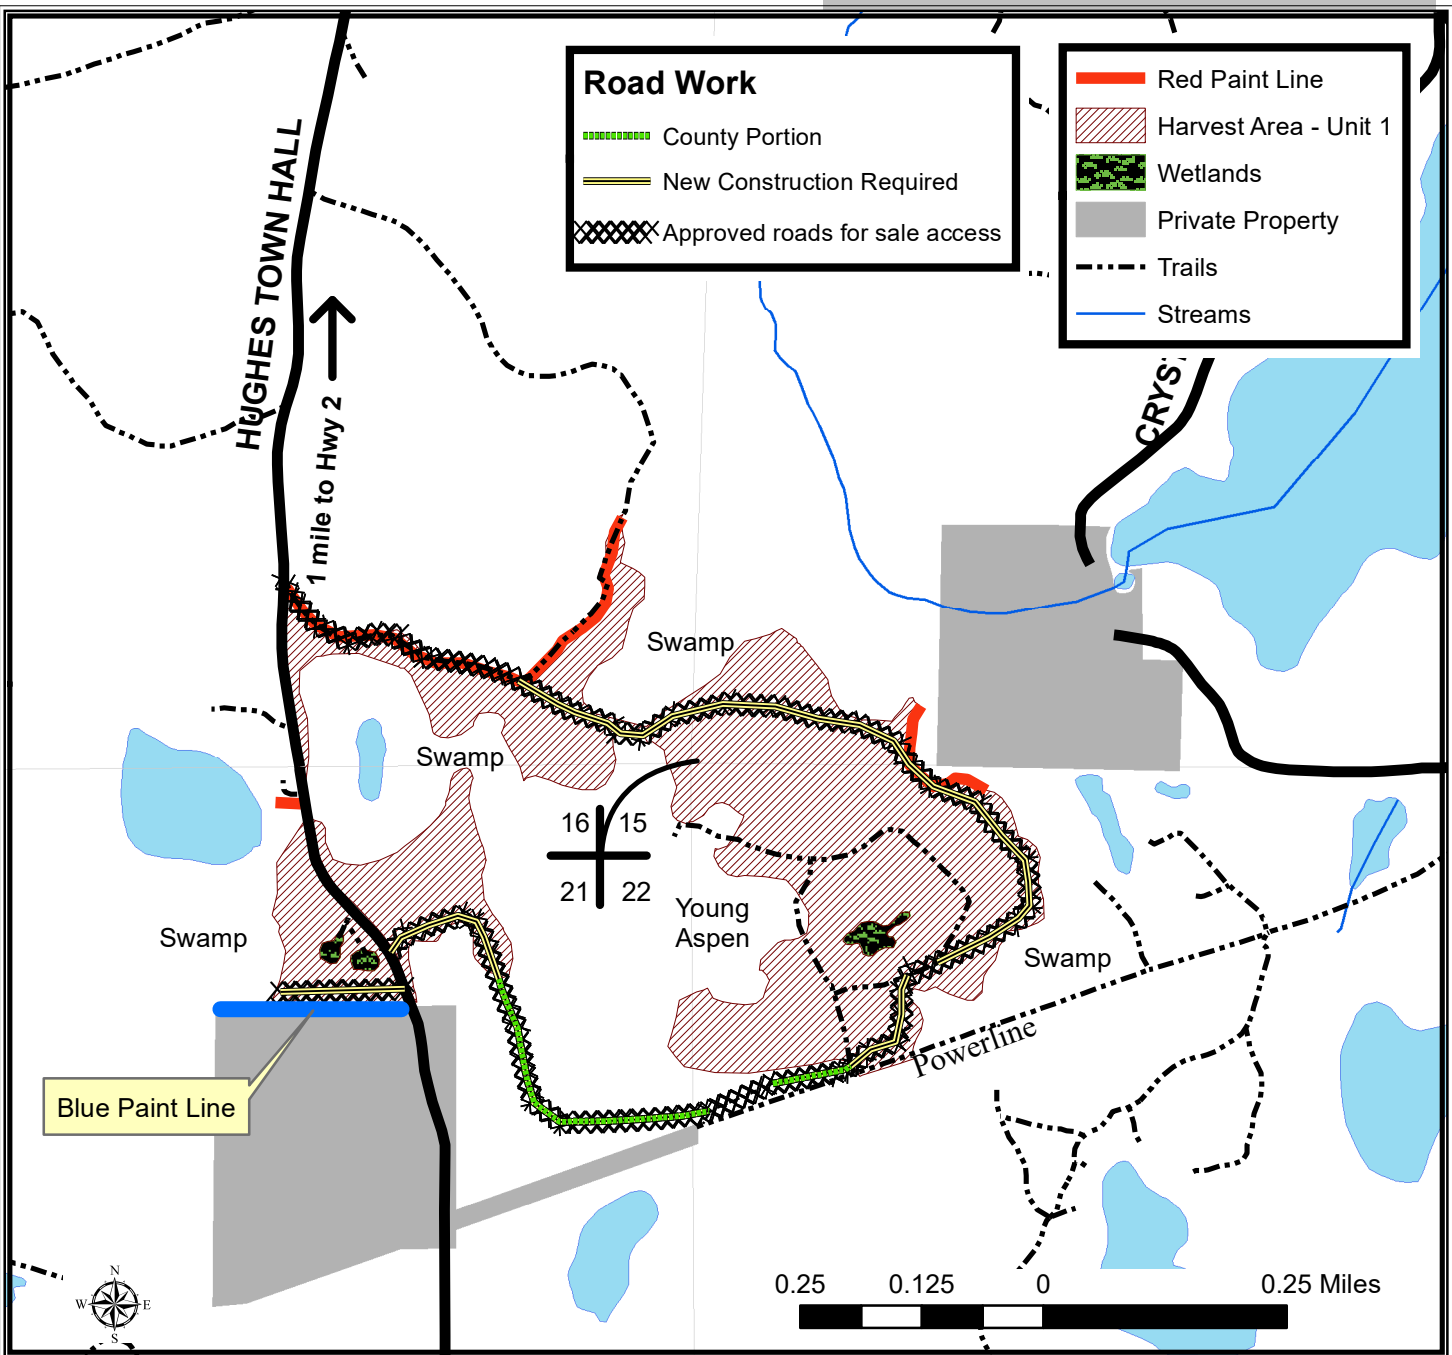 Road Work
County Portion
New Construction Required
Approved roads for sale access
Red Paint Line
Harvest Area - Unit 1
Wetlands
Private Property
Trails
Streams
HUGHES TOWN HALL
1 mile to Hwy 2
CRYS
Swamp
Swamp
16 15
21 22
Young
Aspen
Swamp
Swamp
Powerline
Blue Paint Line
N
W E
S
0.25 0.125 0 0.25 Miles